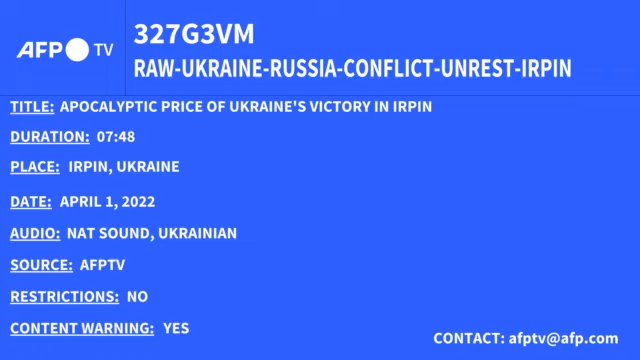 AFP TV
327G3VM
RAW-UKRAINE-RUSSIA-CONFLICT-UNREST-IRPIN
TITLE: APOCALYPTIC PRICE OF UKRAINE'S VICTORY IN IRPIN
DURATION: 07:48
PLACE: IRPIN, UKRAINE
DATE: APRIL 1, 2022
AUDIO: NAT SOUND, UKRAINIAN
SOURCE: AFPTV
RESTRICTIONS: NO
CONTENT WARNING: YES
CONTACT: afptv@afp.com